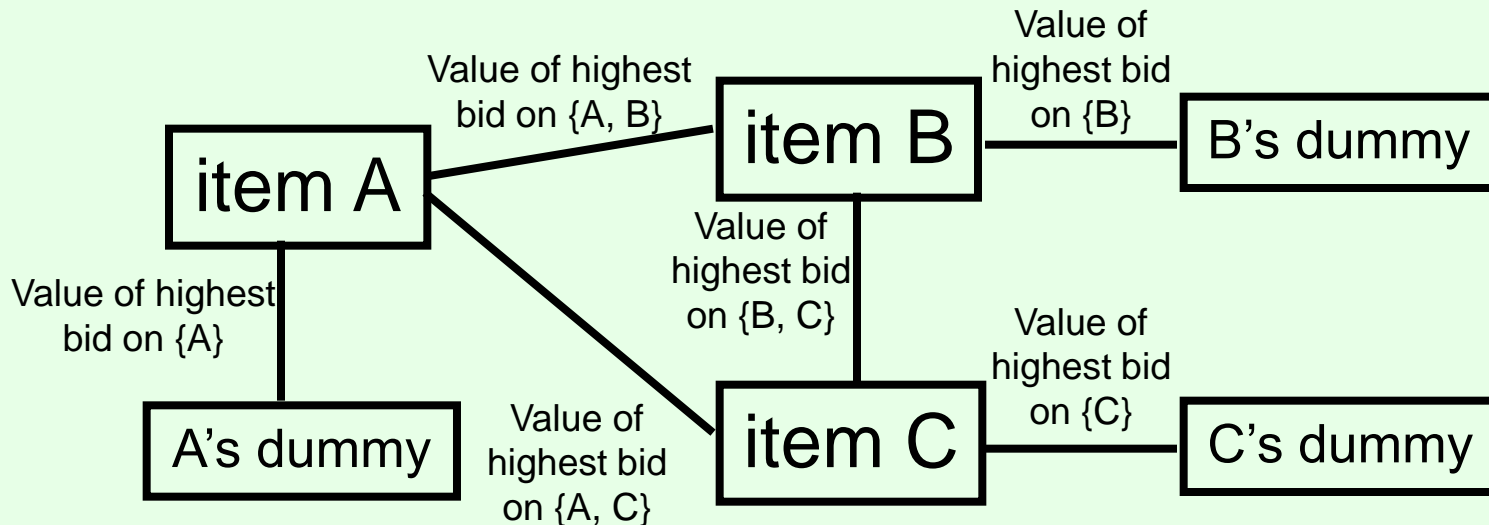 Value of highest
bid on {A, B}
Value of
highest bid
on {B}
item A
item B
B’s dummy
Value of highest
bid on {A}
Value of
highest bid
on {B, C}
Value of
highest bid
on {C}
A’s dummy
Value of
highest bid
on {A, C}
item C
C’s dummy